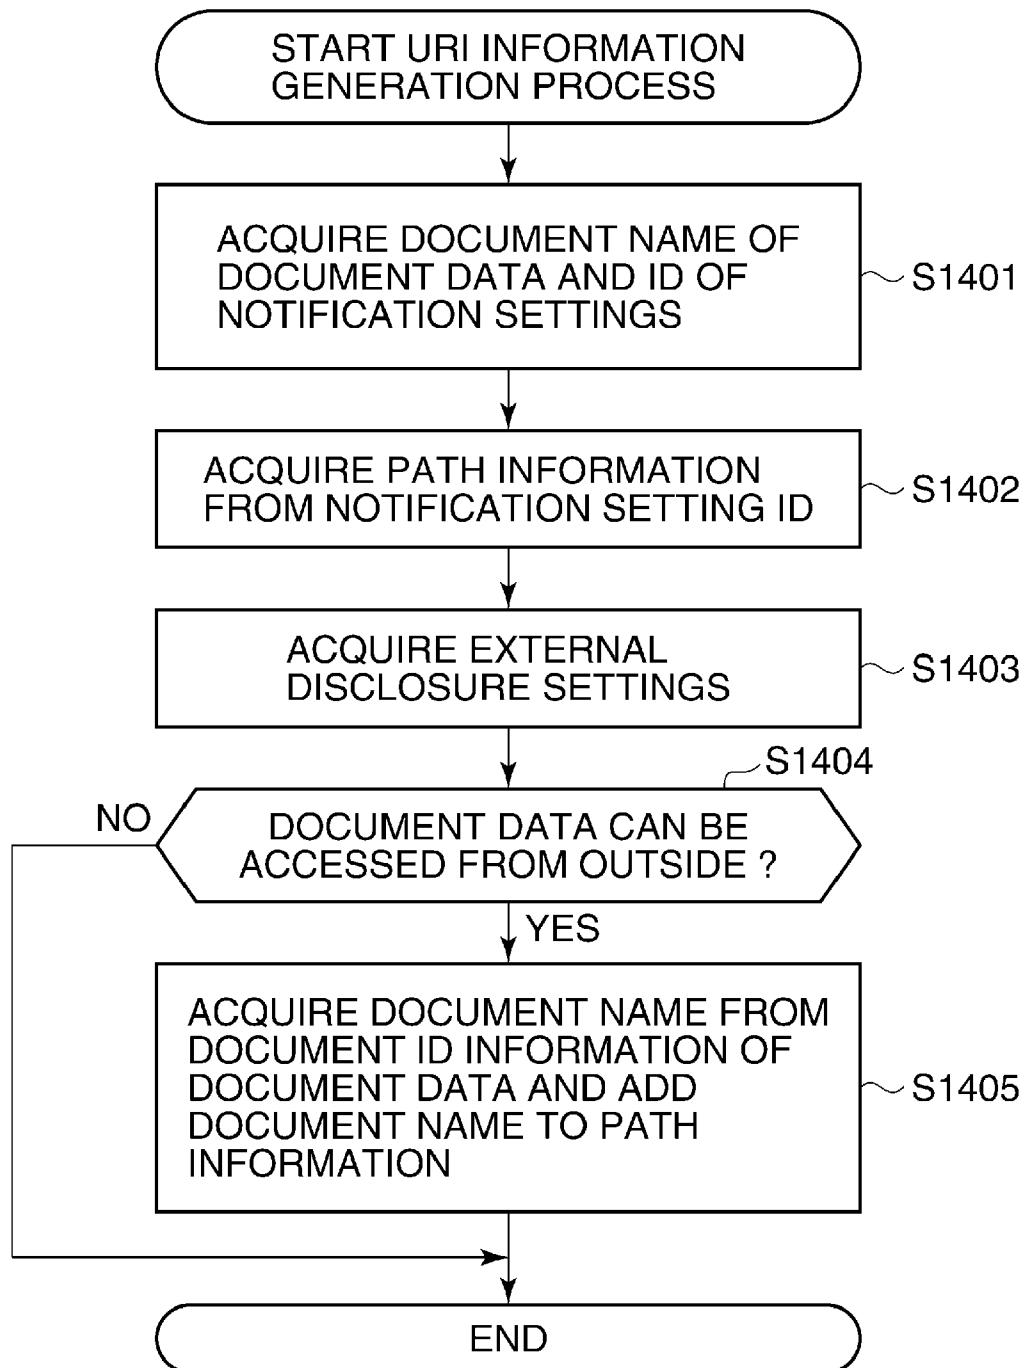 START URI INFORMATION
GENERATION PROCESS
ACQUIRE DOCUMENT NAME OF
DOCUMENT DATA AND ID OF
NOTIFICATION SETTINGS
S1401
ACQUIRE PATH INFORMATION
FROM NOTIFICATION SETTING ID
S1402
ACQUIRE EXTERNAL
DISCLOSURE SETTINGS
S1403
S1404
NO
DOCUMENT DATA CAN BE
ACCESSED FROM OUTSIDE ?
YES
ACQUIRE DOCUMENT NAME FROM
DOCUMENT ID INFORMATION OF
DOCUMENT DATA AND ADD
DOCUMENT NAME TO PATH
INFORMATION
S1405
END